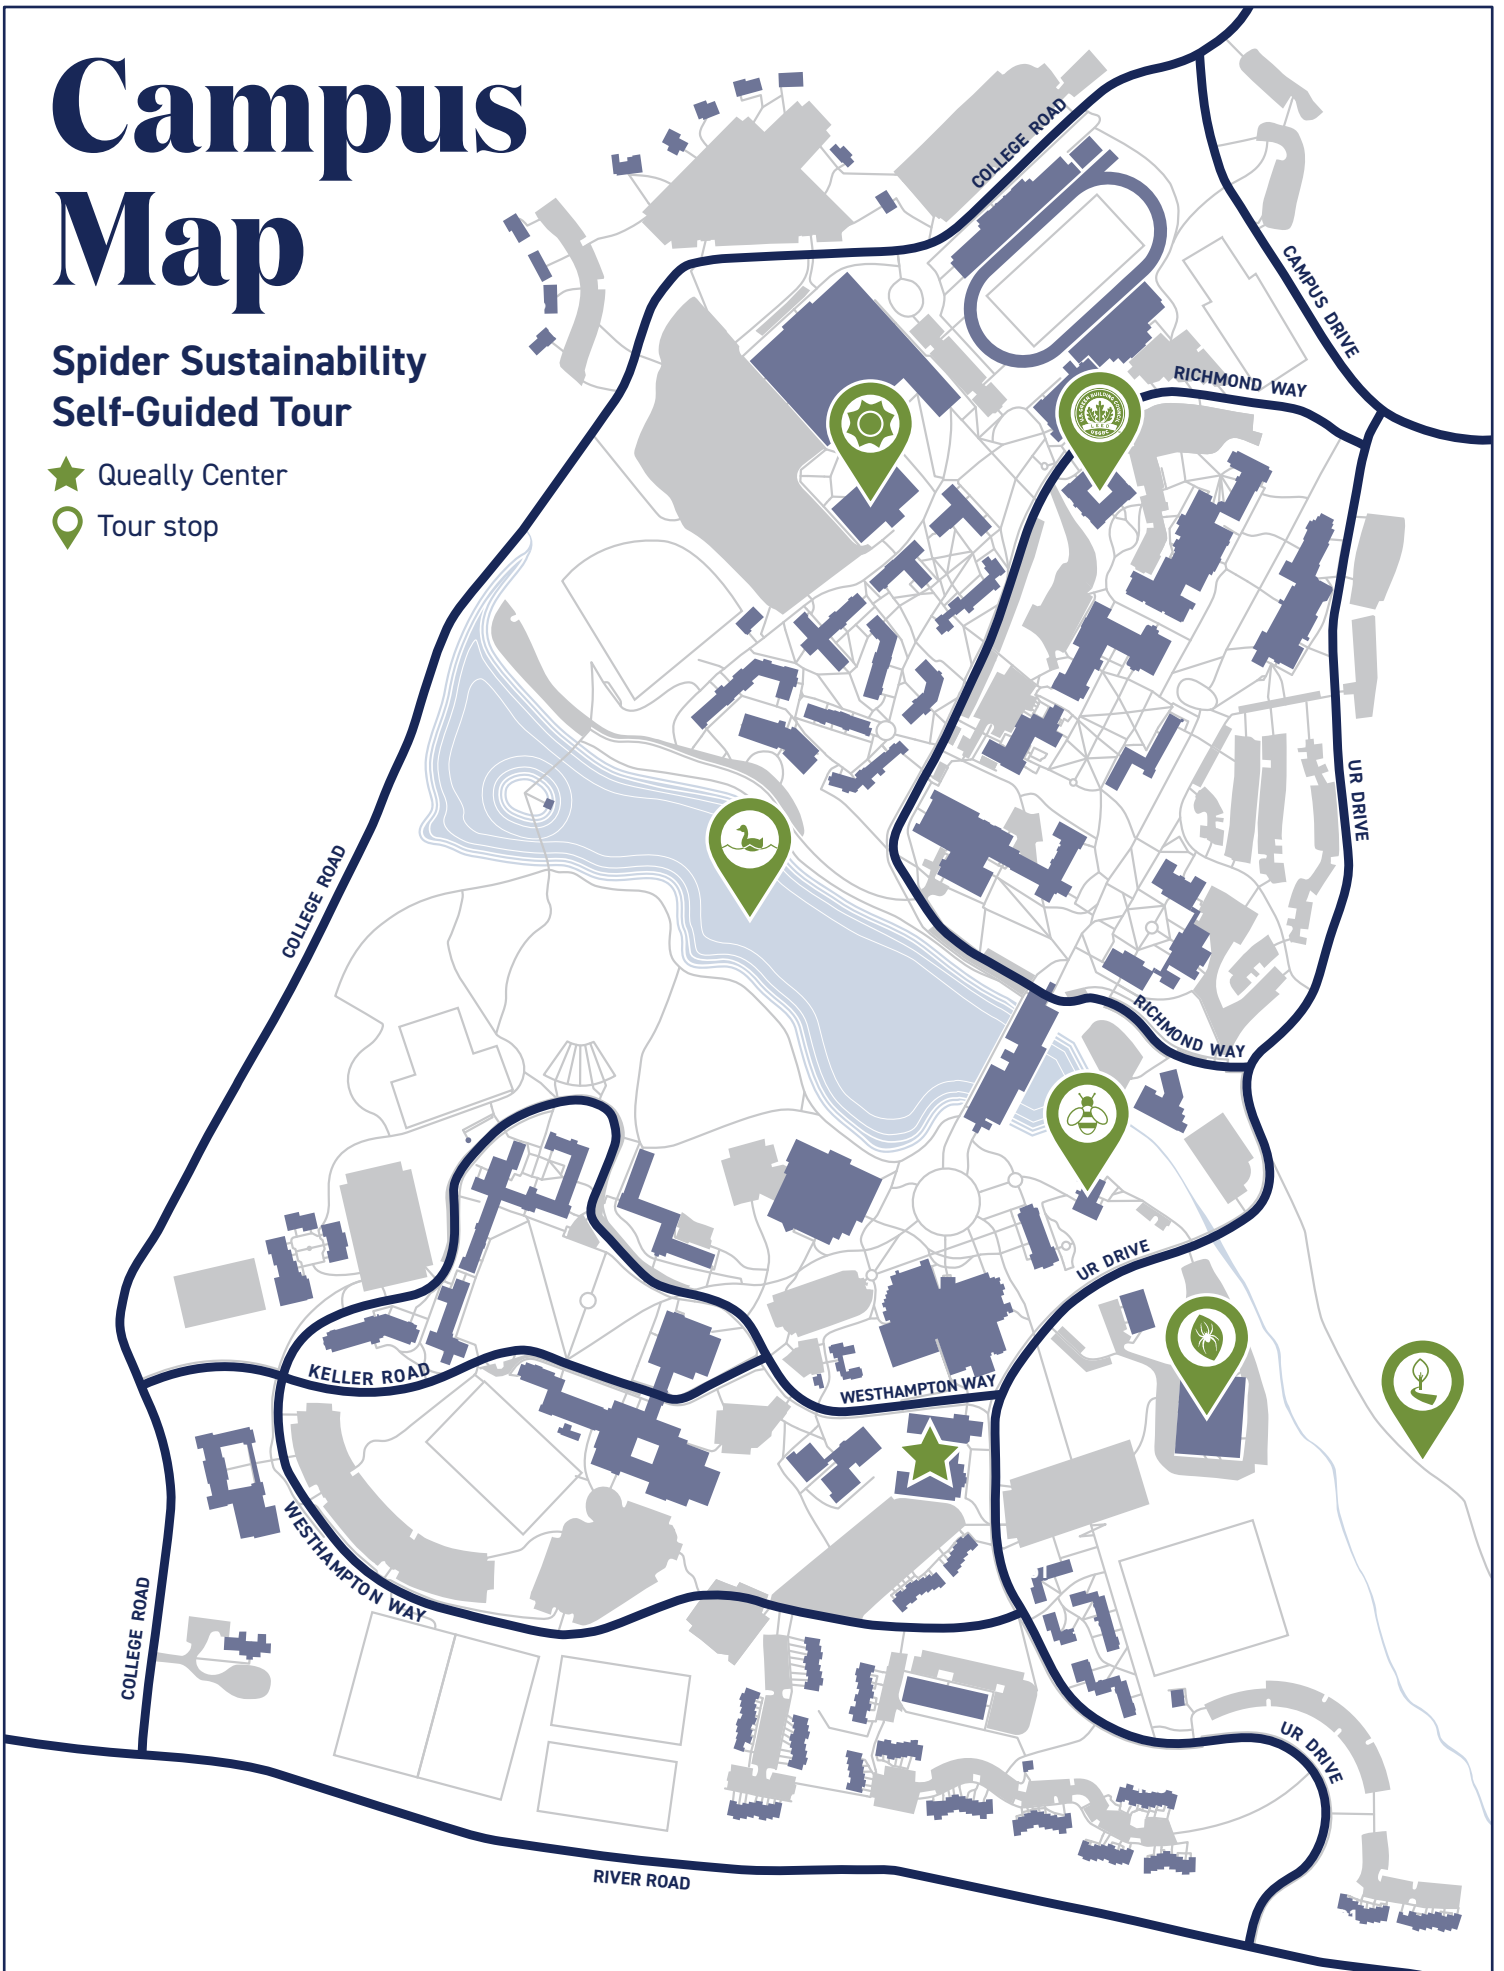 Campus
Map
Spider Sustainability
Self-Guided Tour
Queally Center
Tour stop
COLLEGE ROAD
CAMPUS DRIVE
RICHMOND WAY
UR DRIVE
COLLEGE ROAD
RICHMOND WAY
UR DRIVE
KELLER ROAD
WESTHAMPTON WAY
WESTHAMPTON WAY
COLLEGE ROAD
UR DRIVE
RIVER ROAD